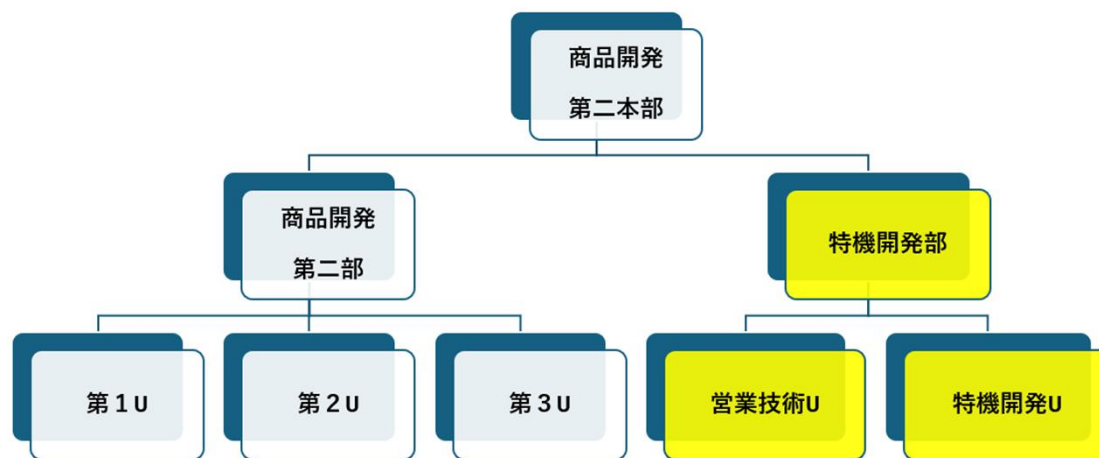 商品開発
第二本部
商品開発
第二部
特機開発部
第１U
第２U
第３U
営業技術U
特機開発U